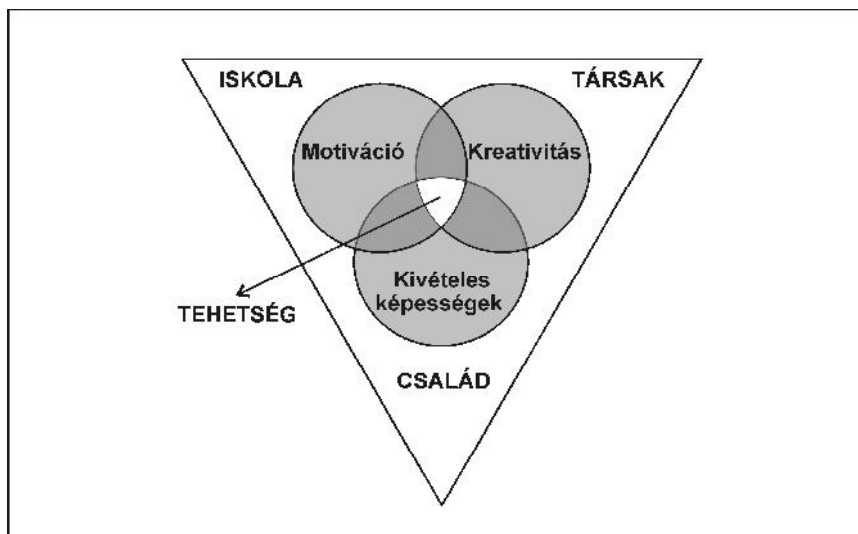 ISKOLA
TÁRSAK
Motiváció
Kreativitás
Kivételes
képességek
TEHETSÉG
CSALÁD